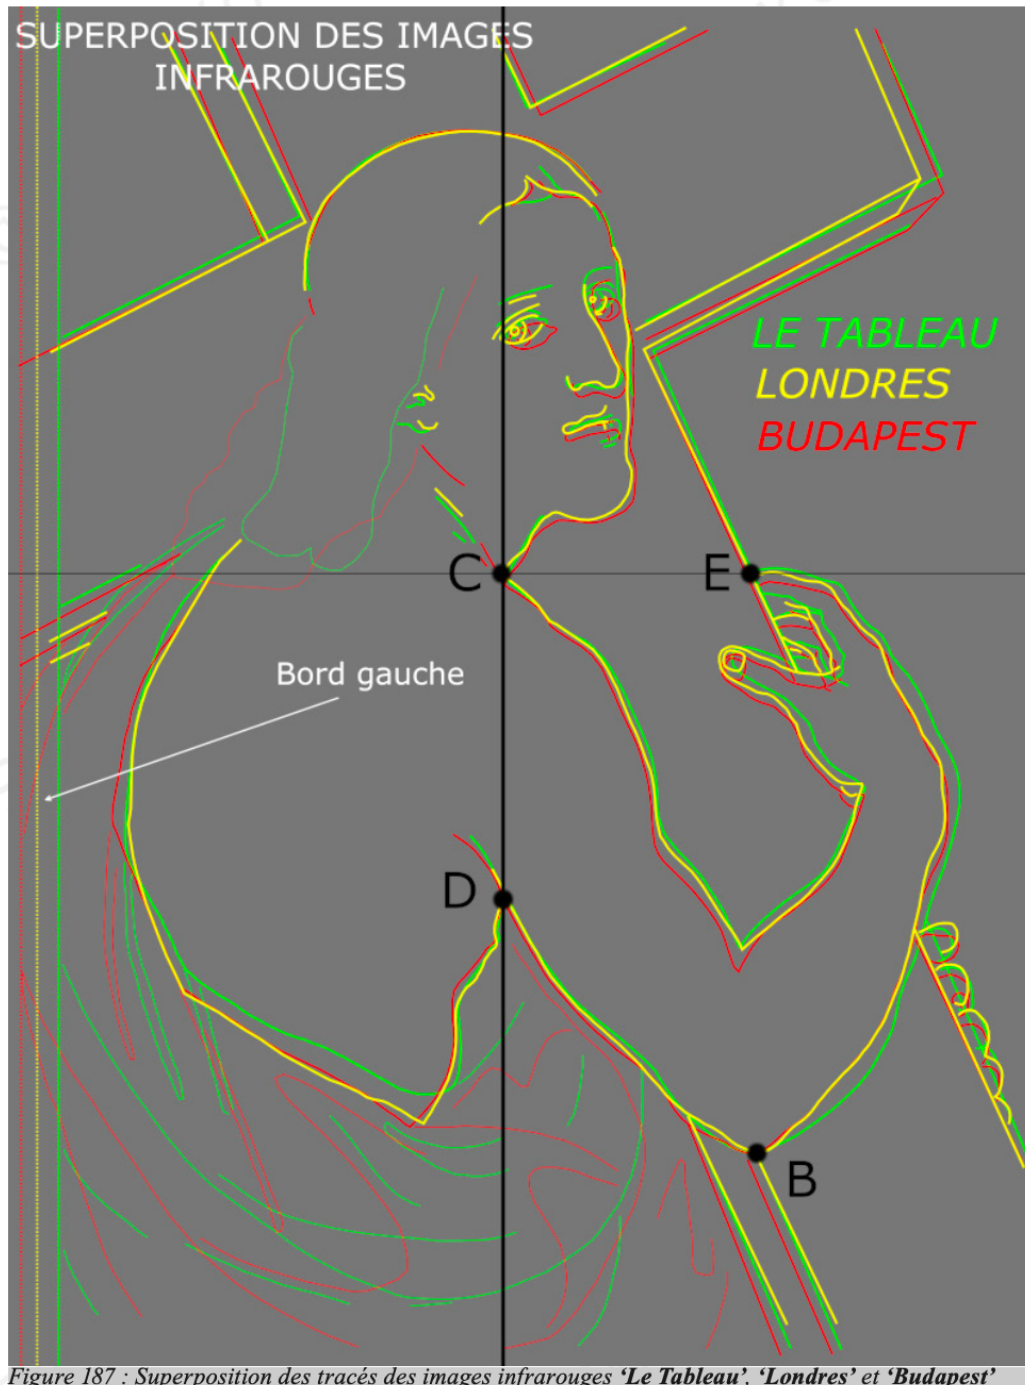 SUPERPOSITION DES IMAGES
INFRAROUGES
LE TABLEAU
LONDRES
BUDAPEST
C
E
Bord gauche
D
B
Figure 187 : Superposition des tracés des images infrarouges ‘Le Tableau’, ‘Londres’ et ‘Budapest’